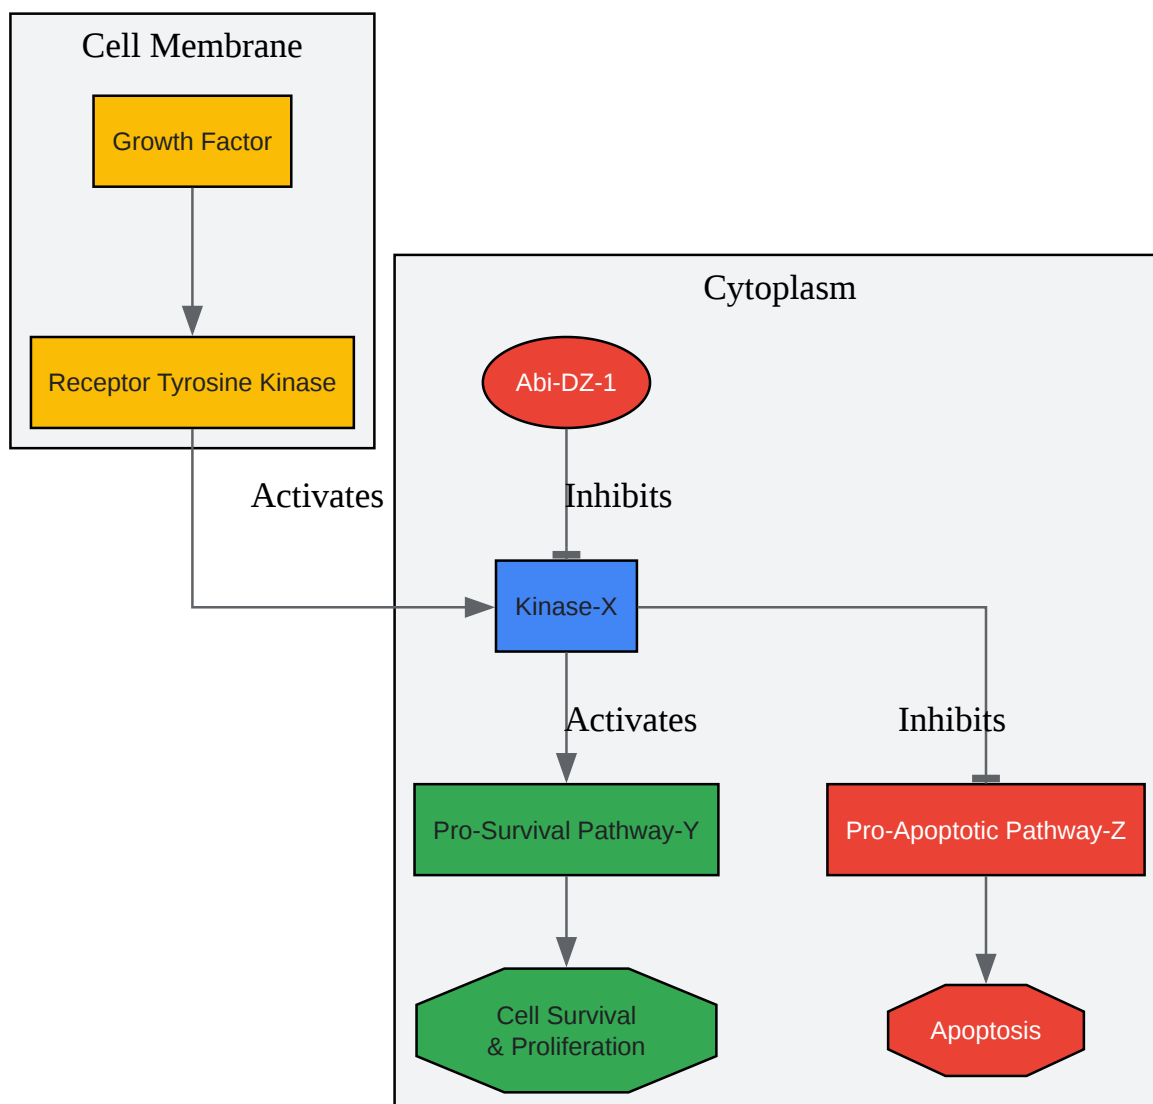 Cell Membrane
Growth Factor
Receptor Tyrosine Kinase
Cytoplasm
Abi-DZ-1
Activates
Inhibits
Kinase-X
Activates
Inhibits
Pro-Survival Pathway-Y
Pro-Apoptotic Pathway-Z
Cell Survival
& Proliferation
Apoptosis